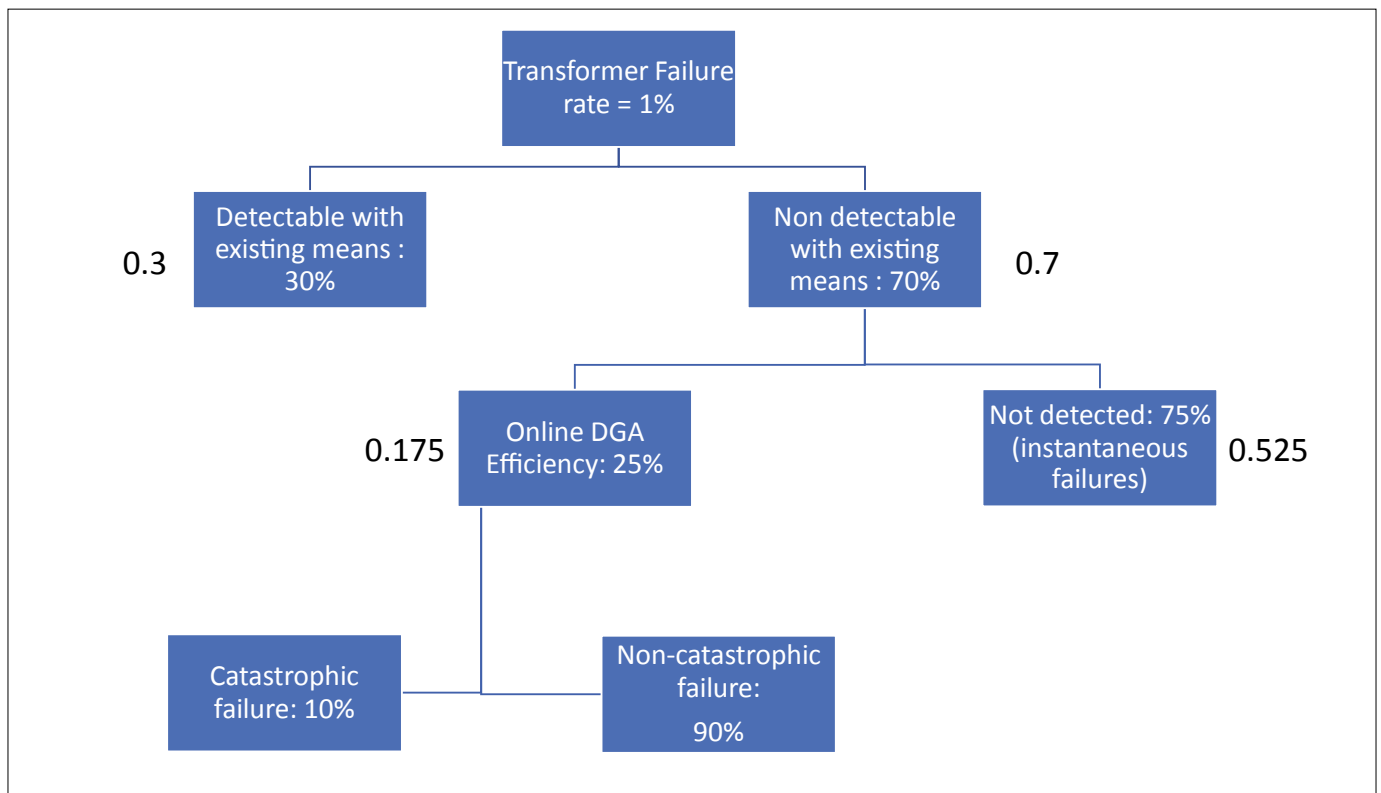 Transformer Failure
rate = 1%
Detectable with
existing means :
30%
0.3
Non detectable
with existing
means : 70%
0.7
Online DGA
Efficiency: 25%
0.175
Not detected: 75%
(instantaneous
failures)
0.525
Catastrophic
failure: 10%
Non-catastrophic
failure:
90%